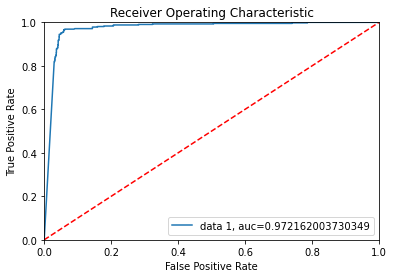 Receiver Operating Characteristic
True Positive Rate
1.0
0.8
0.6
0.4
0.2
0.0
data 1, auc=0.972162003730349
0.0 0.2 0.4 0.6 0.8 1.0
False Positive Rate